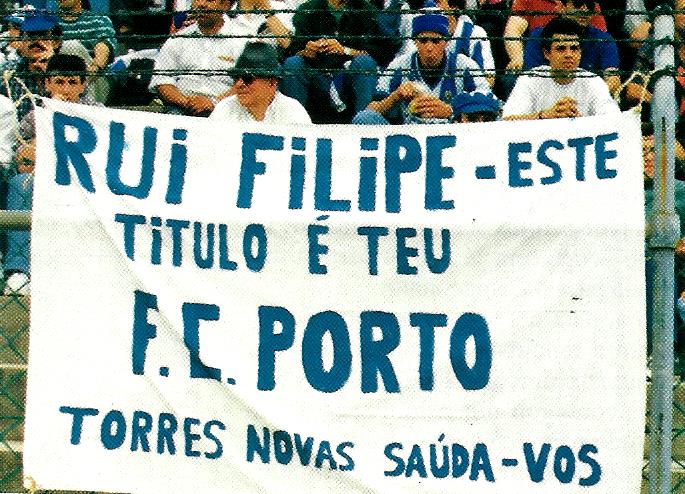 RUi FiLiPE - ESTE
TiTULO É TEU
F.C. PORTO
TORRES NOVAS SAÚDA-VOS